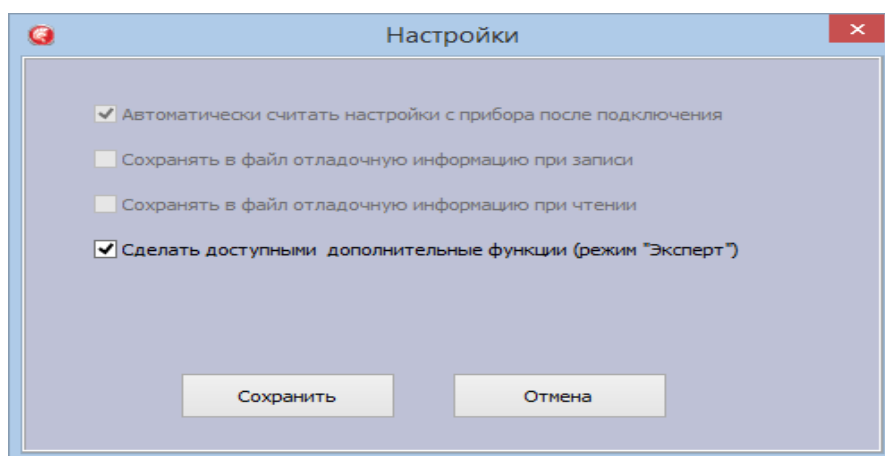 Настройки
Автоматически считать настройки с прибора после подключения
Сохранять в файл отладочную информацию при записи
Сохранять в файл отладочную информацию при чтении
Сделать доступными дополнительные функции (режим "Эксперт")
Сохранить
Отмена